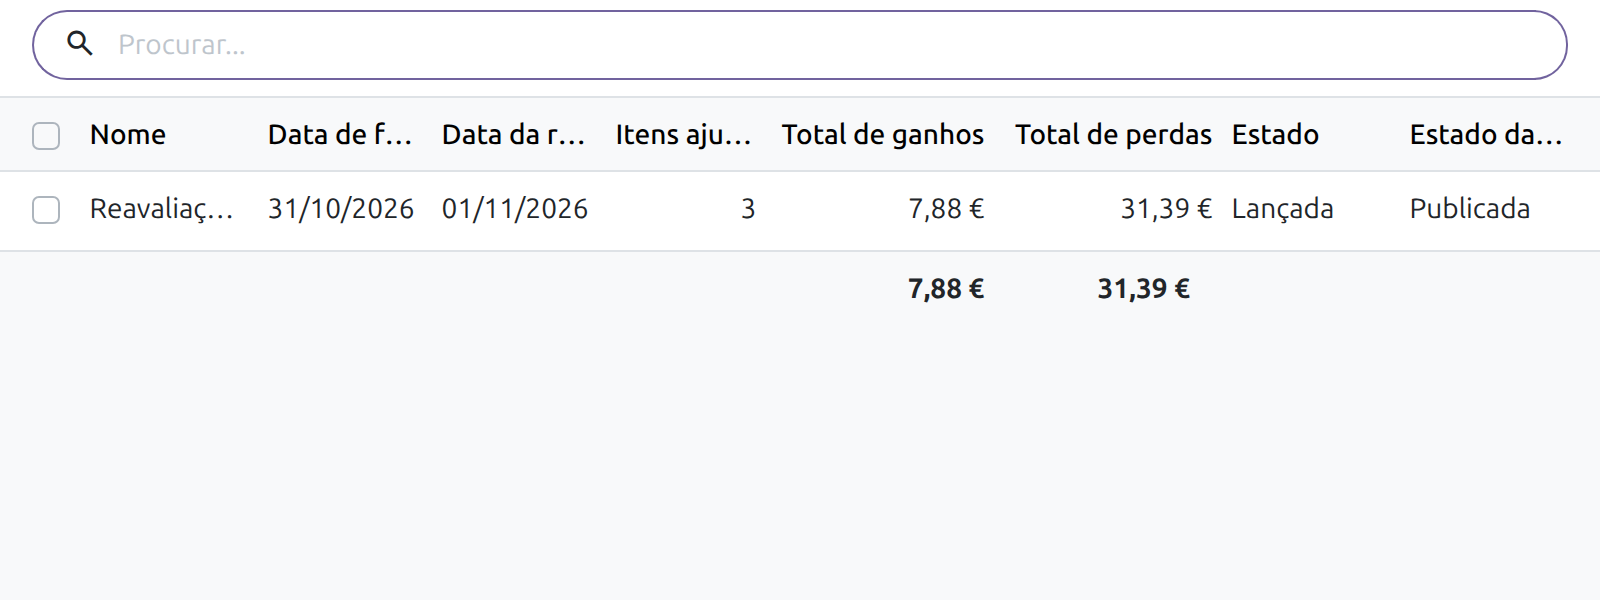 Procurar...
Nome Data de f... Data da r... Itens aju... Total de ganhos Total de perdas Estado Estado da...
Reavaliaç... 31/10/2026 01/11/2026 3 7,88 € 31,39 € Lançada Publicada
7,88 € 31,39 €